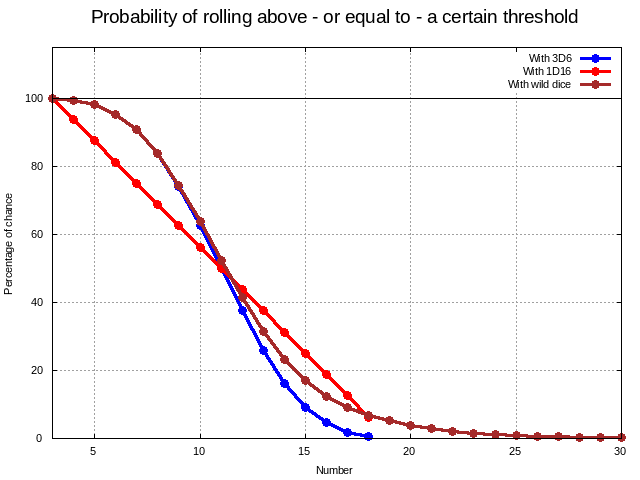 Probability of rolling above - or equal to - a certain threshold
With 3D6
With 1D16
With wild dice
100
80
60
40
20
0
5
10
15
20
25
30
Percentage of chance
Number